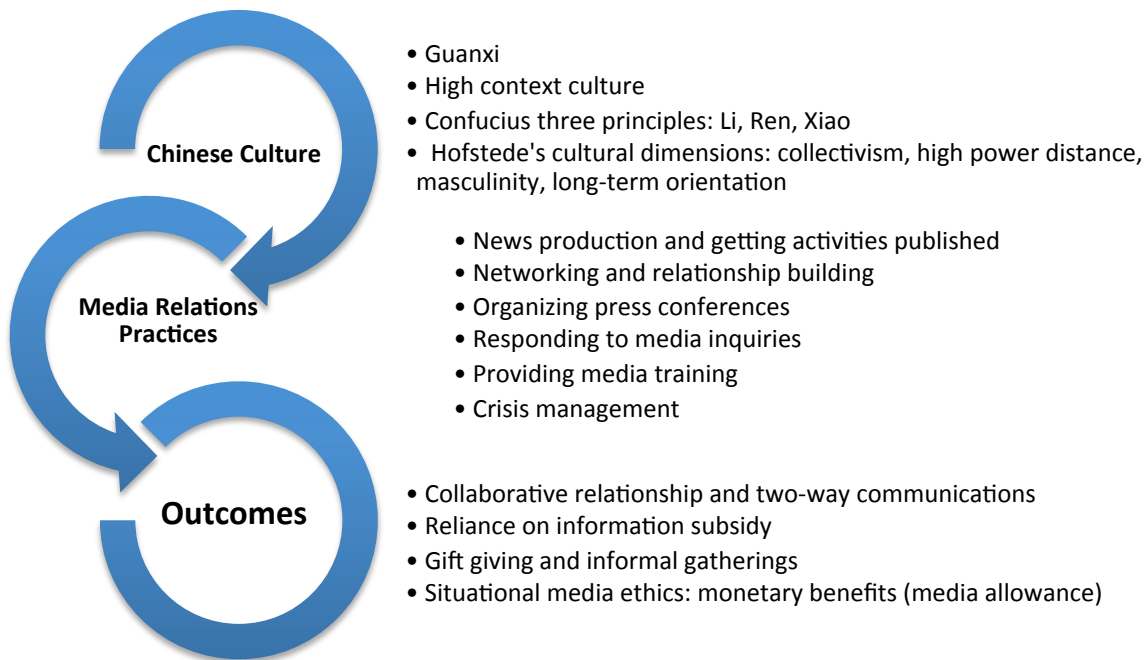 Chinese Culture
• Guanxi
• High context culture
• Confucius three principles: Li, Ren, Xiao
• Hofstede's cultural dimensions: collectivism, high power distance,
masculinity, long-term orientation
Media Relations
Practices
• News production and getting activities published
• Networking and relationship building
• Organizing press conferences
• Responding to media inquiries
• Providing media training
• Crisis management
Outcomes
• Collaborative relationship and two-way communications
• Reliance on information subsidy
• Gift giving and informal gatherings
• Situational media ethics: monetary benefits (media allowance)